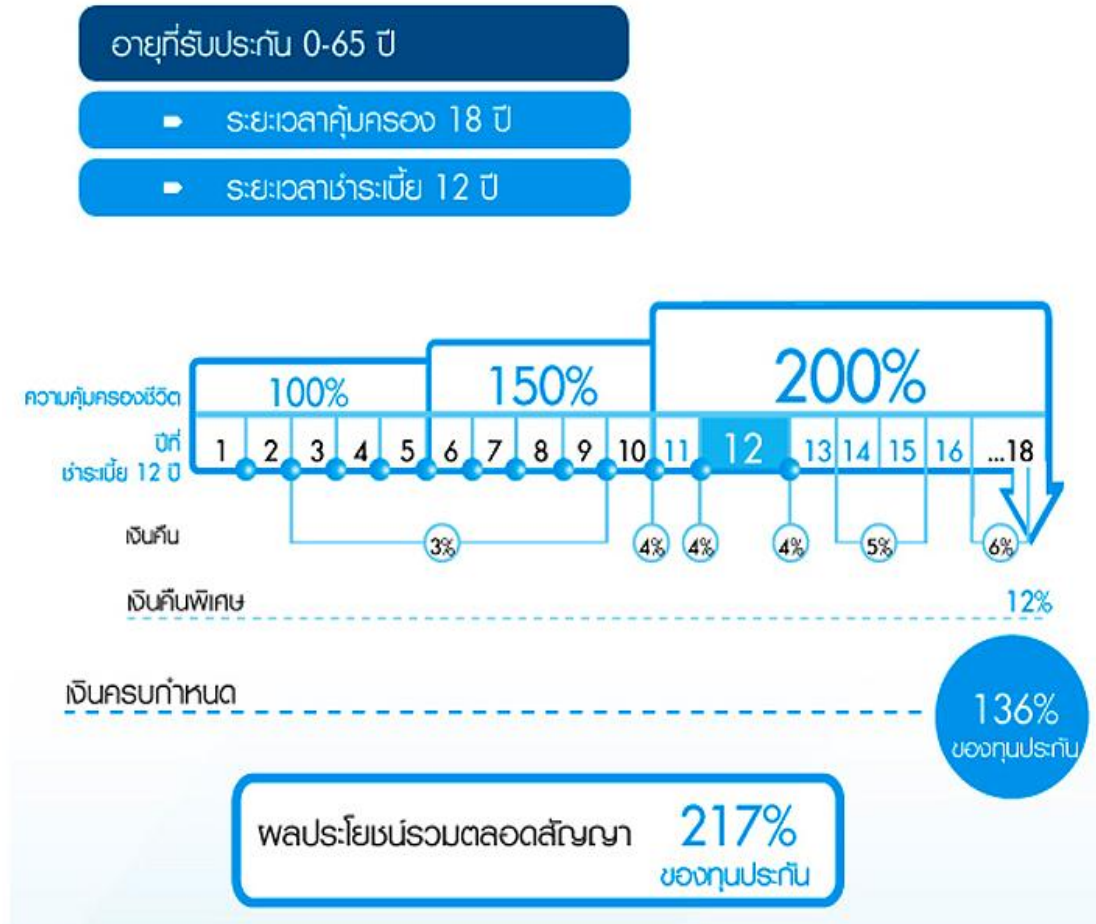 อายุที่รับประกัน 0-65 ปี
ระยะเวลาคุ้มครอง 18 ปี
ระยะเวลาชำระเบี้ย 12 ปี
ความคุ้มครองชีวิต 100% 150% 200%
ปีที่ 1 2 3 4 5 6 7 8 9 10 11 12 13 14 15 16 ...18
ชำระเบี้ย 12 ปี
เงินคืน 3% 4% 4% 4% 5% 6%
เงินคืนพิเศษ 12%
เงินครบกำหนด 136%
ของทุนประกัน
ผลประโยชน์รวมตลอดสัญญา 217%
ของทุนประกัน